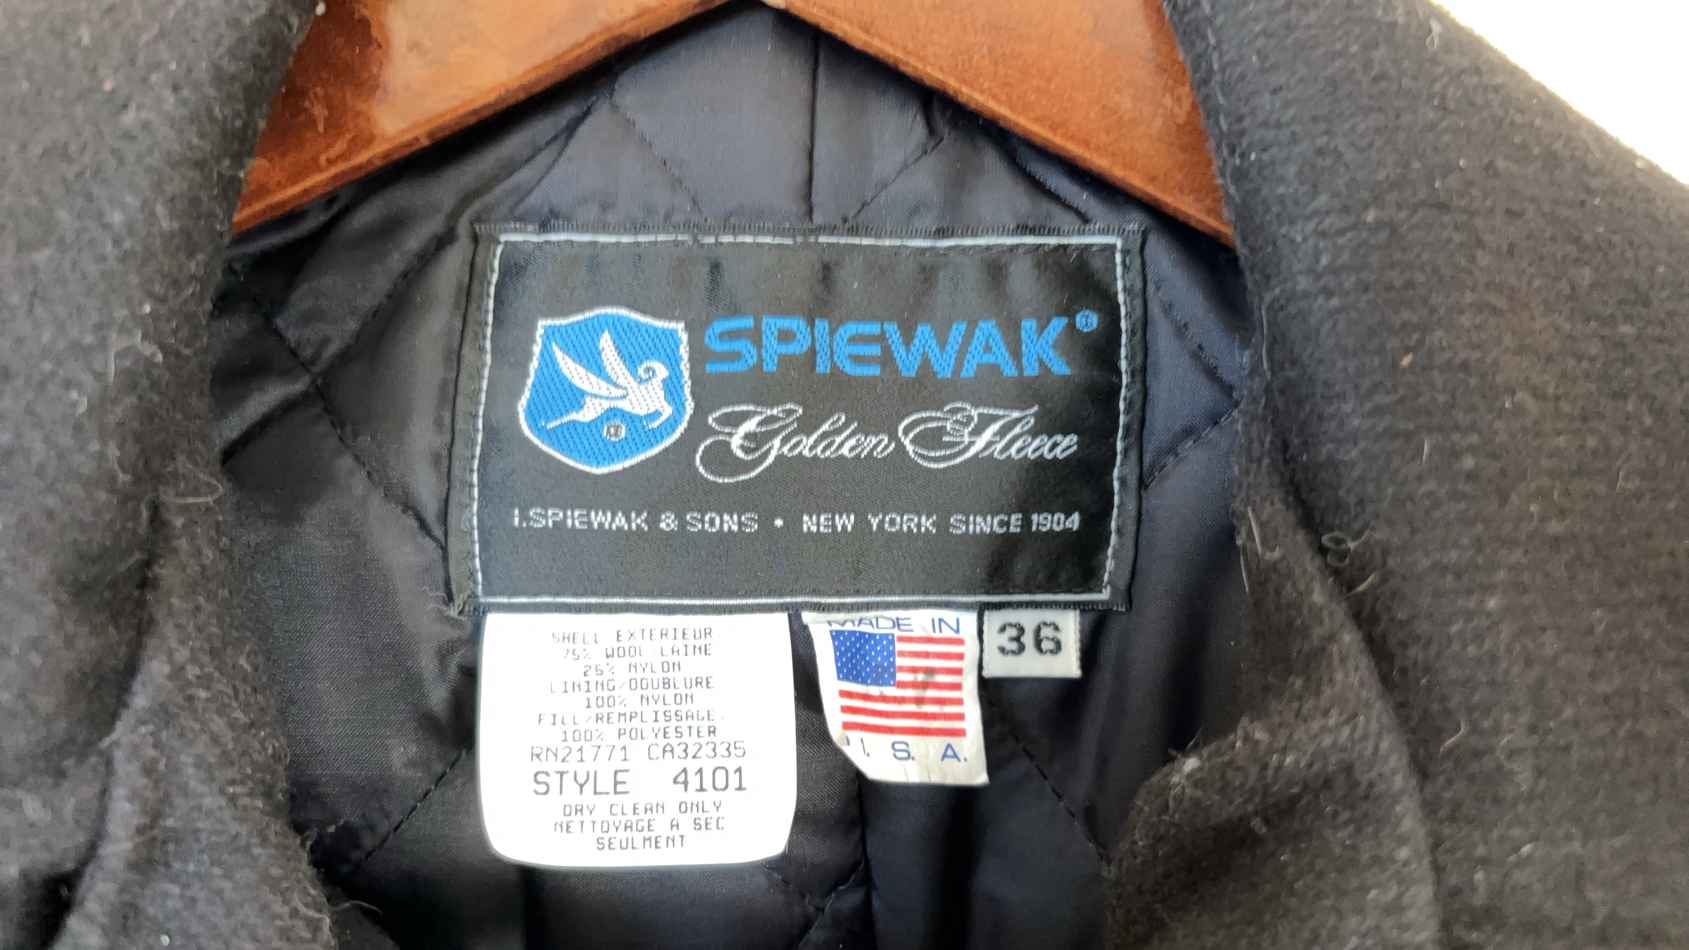 SPIEWAK®
Golden Fleece
I.SPIEWAK & SONS • NEW YORK SINCE 1904
SHELL EXTERIEUR
75% WOOL/LAINE
25% NYLON
LINING/DOUBLURE
100% NYLON
FILL/REMPLISSAGE
100% POLYESTER
RN21771 CA32335
STYLE 4101
DRY CLEAN ONLY
NETTOYAGE A SEC
SEULMENT
MADE IN
U. S. A.
36